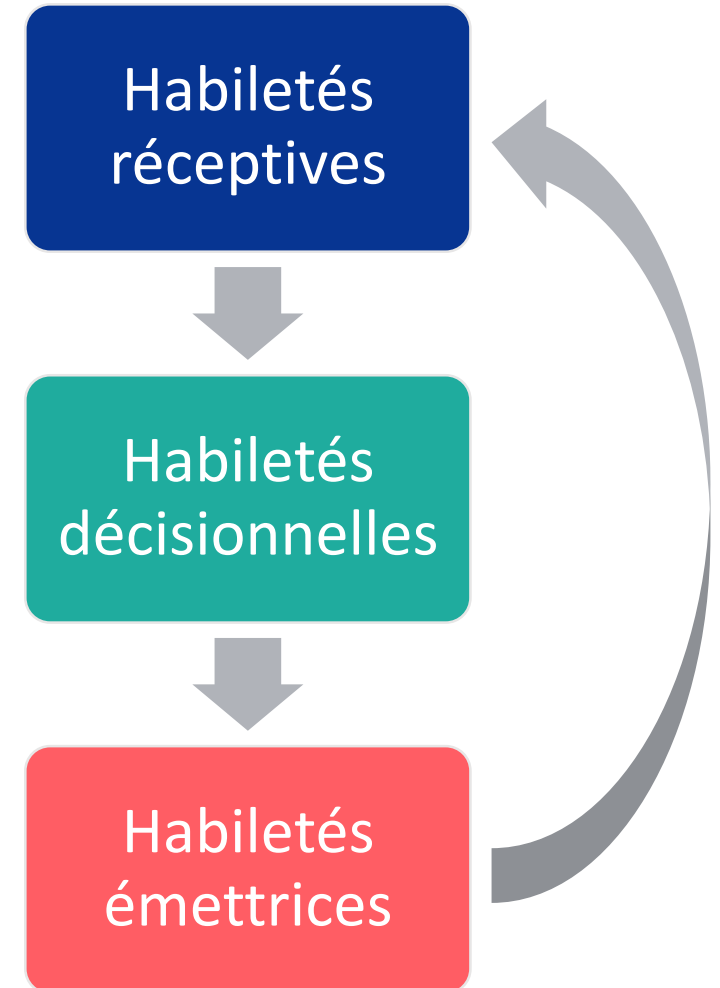 Habiletés
réceptives
Habiletés
décisionnelles
Habiletés
émettrices